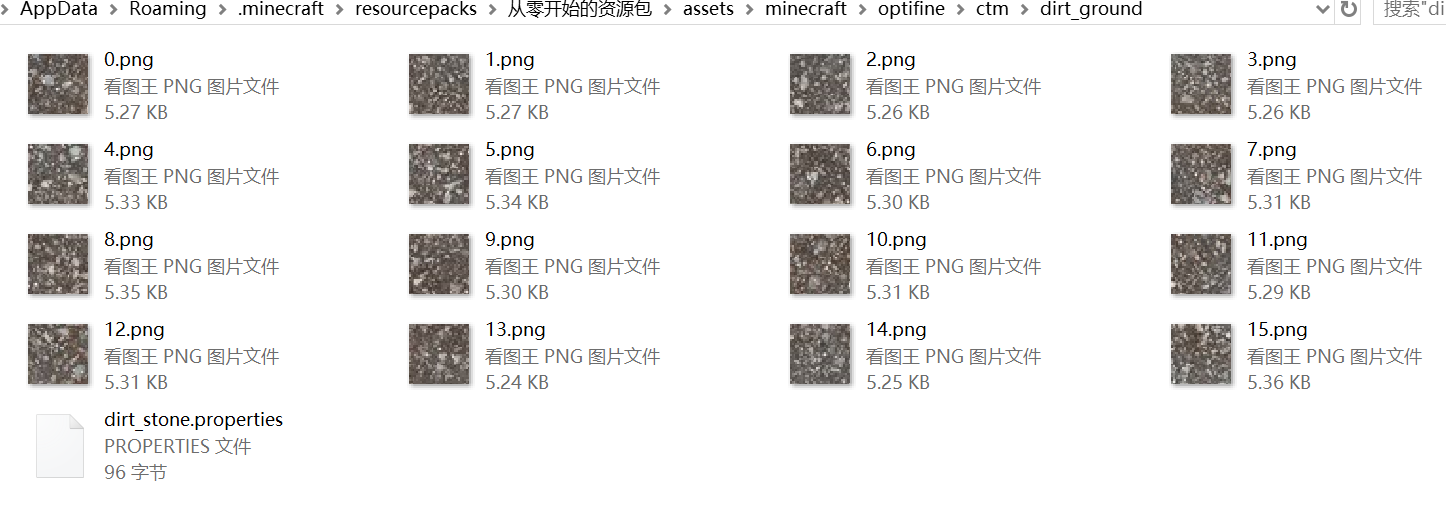 AppData > Roaming > .minecraft > resourcepacks > 从零开始的资源包 > assets > minecraft > optifine > ctm > dirt_ground 搜索"di
0.png
看图王 PNG 图片文件
5.27 KB
1.png
看图王 PNG 图片文件
5.27 KB
2.png
看图王 PNG 图片文件
5.26 KB
3.png
看图王 PNG 图片文件
5.26 KB
4.png
看图王 PNG 图片文件
5.33 KB
5.png
看图王 PNG 图片文件
5.34 KB
6.png
看图王 PNG 图片文件
5.30 KB
7.png
看图王 PNG 图片文件
5.31 KB
8.png
看图王 PNG 图片文件
5.35 KB
9.png
看图王 PNG 图片文件
5.30 KB
10.png
看图王 PNG 图片文件
5.31 KB
11.png
看图王 PNG 图片文件
5.29 KB
12.png
看图王 PNG 图片文件
5.31 KB
13.png
看图王 PNG 图片文件
5.24 KB
14.png
看图王 PNG 图片文件
5.25 KB
15.png
看图王 PNG 图片文件
5.36 KB
dirt_stone.properties
PROPERTIES 文件
96 字节